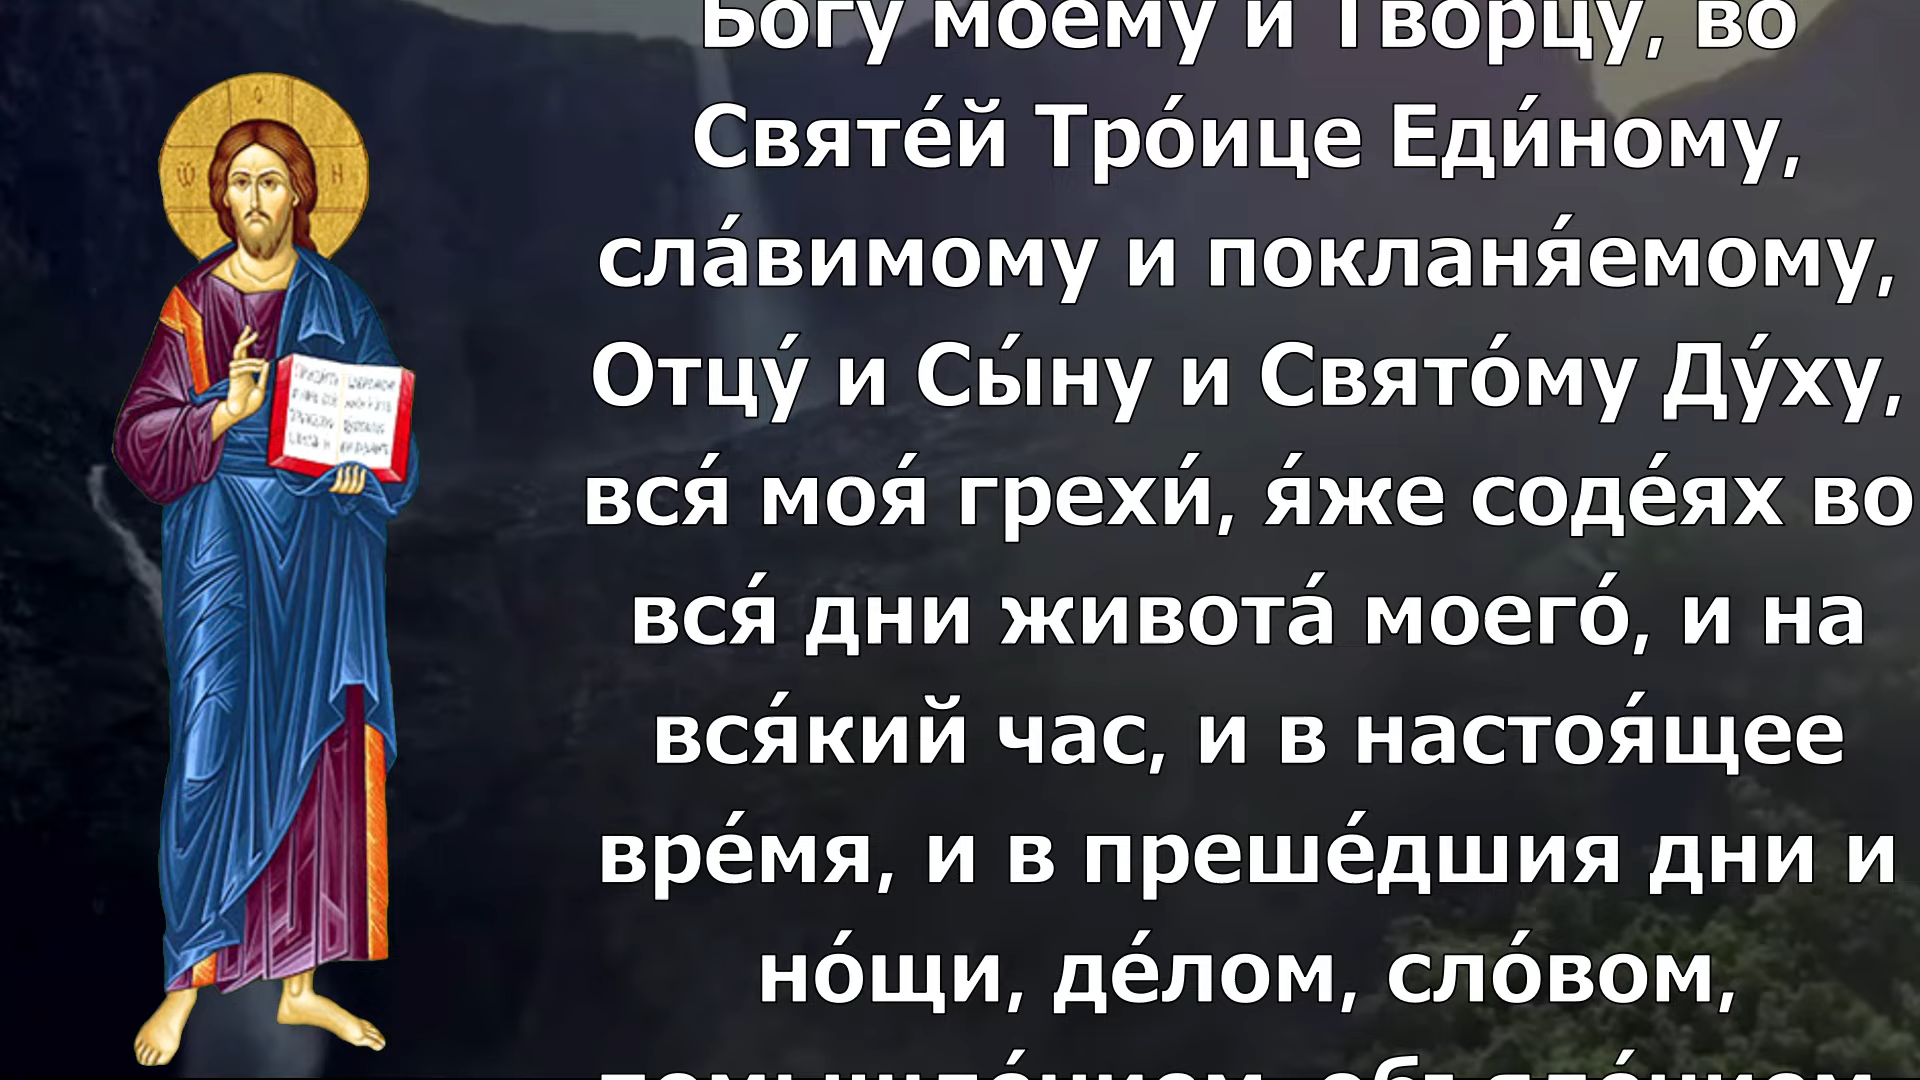 Богу моему и Творцу, во
Святе́й Тро́ице Еди́ному,
сла́вимому и покланя́емому,
Отцу́ и Сы́ну и Свято́му Ду́ху,
вся́ моя́ грехи́, я́же соде́ях во
вся́ дни живота́ моего́, и на
вся́кий час, и в настоя́щее
вре́мя, и в преше́дшия дни и
но́щи, де́лом, сло́вом,